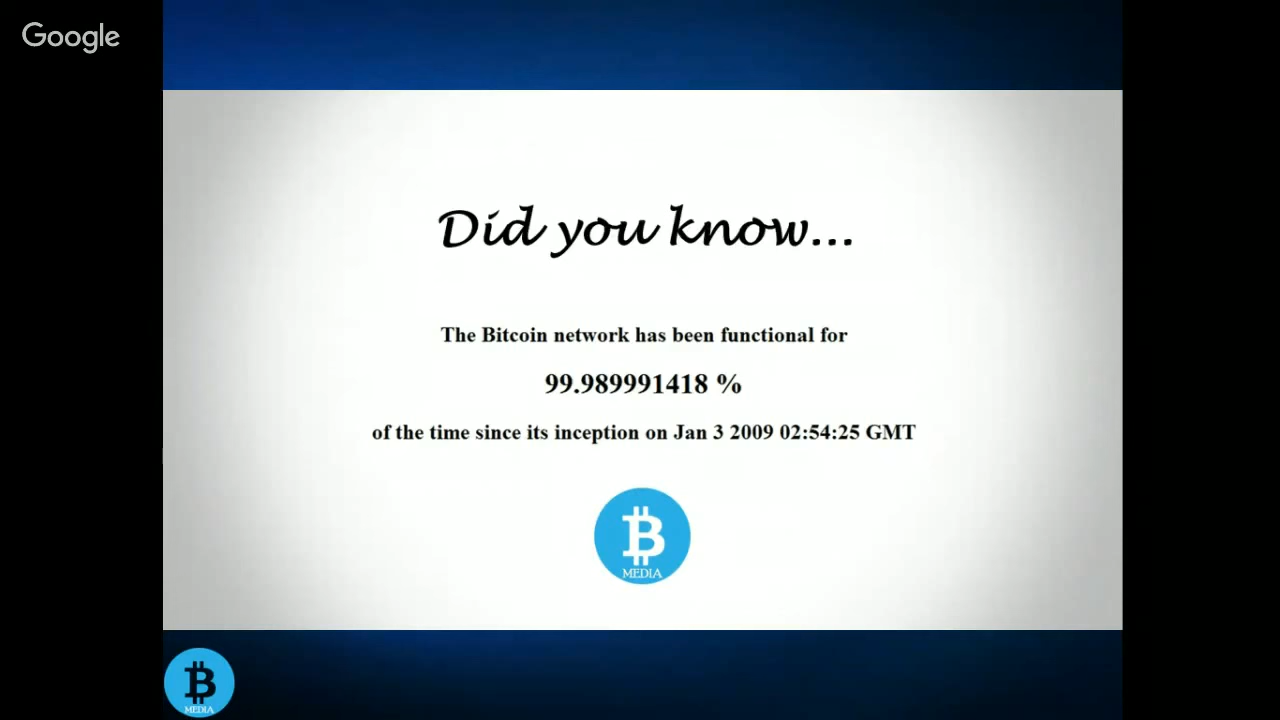 Google
Did you know...
The Bitcoin network has been functional for
99.989991418 %
of the time since its inception on Jan 3 2009 02:54:25 GMT
MEDIA
MEDIA